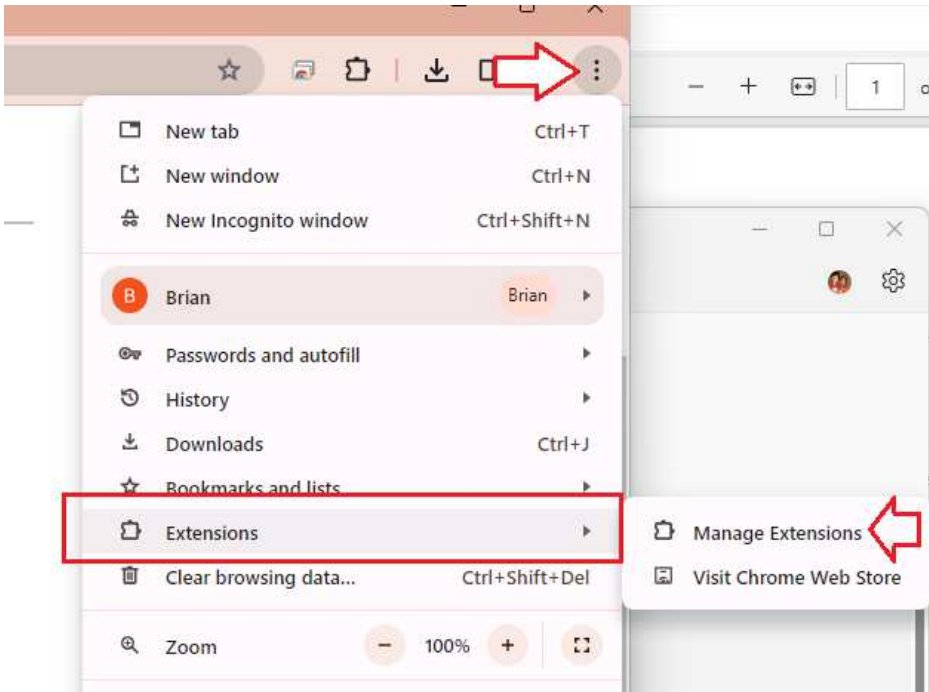 1
New tab Ctrl+T
New window Ctrl+N
New Incognito window Ctrl+Shift+N
B Brian Brian
Passwords and autofill
History
Downloads Ctrl+J
Bookmarks and lists
Extensions
Manage Extensions
Clear browsing data... Ctrl+Shift+Del
Visit Chrome Web Store
Zoom - 100% +